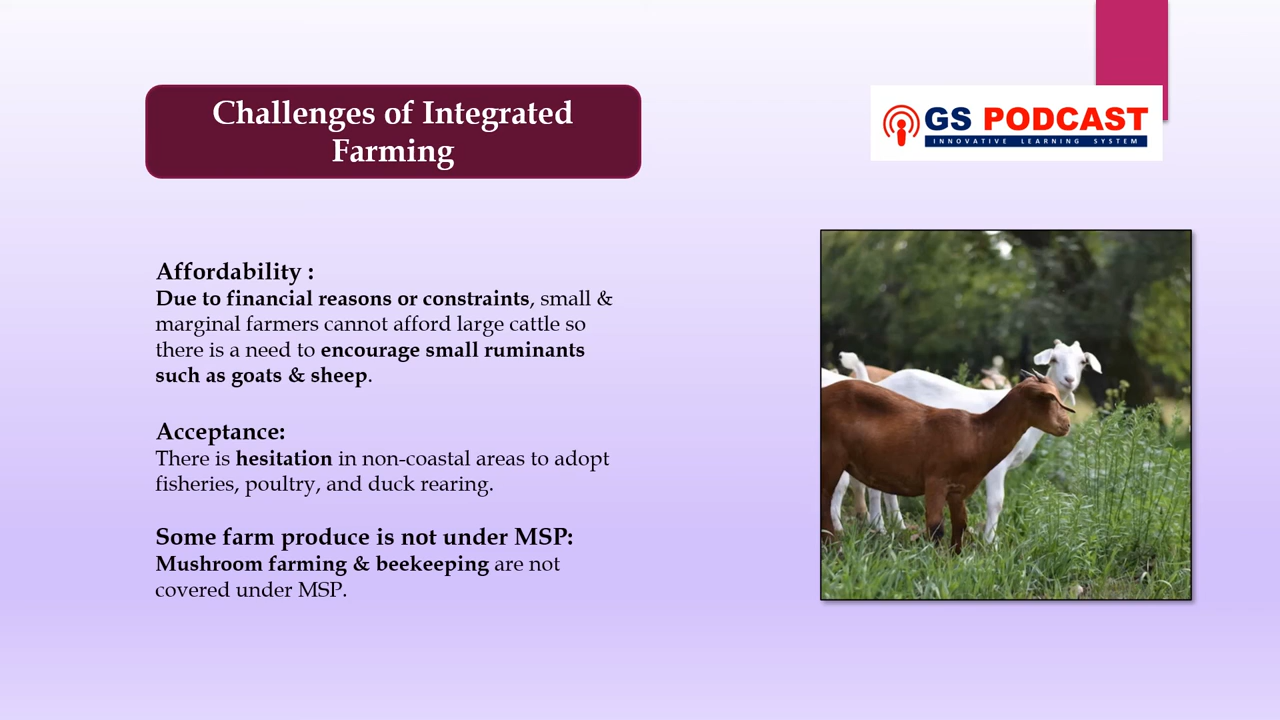 Challenges of Integrated
Farming
GS PODCAST
INNOVATIVE LEARNING SYSTEM
Affordability :
Due to financial reasons or constraints, small &
marginal farmers cannot afford large cattle so
there is a need to encourage small ruminants
such as goats & sheep.
Acceptance:
There is hesitation in non-coastal areas to adopt
fisheries, poultry, and duck rearing.
Some farm produce is not under MSP:
Mushroom farming & beekeeping are not
covered under MSP.